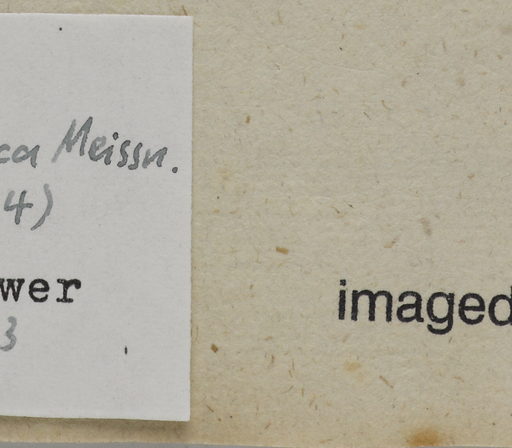 ca Meissn.
4)
wer
3
imaged